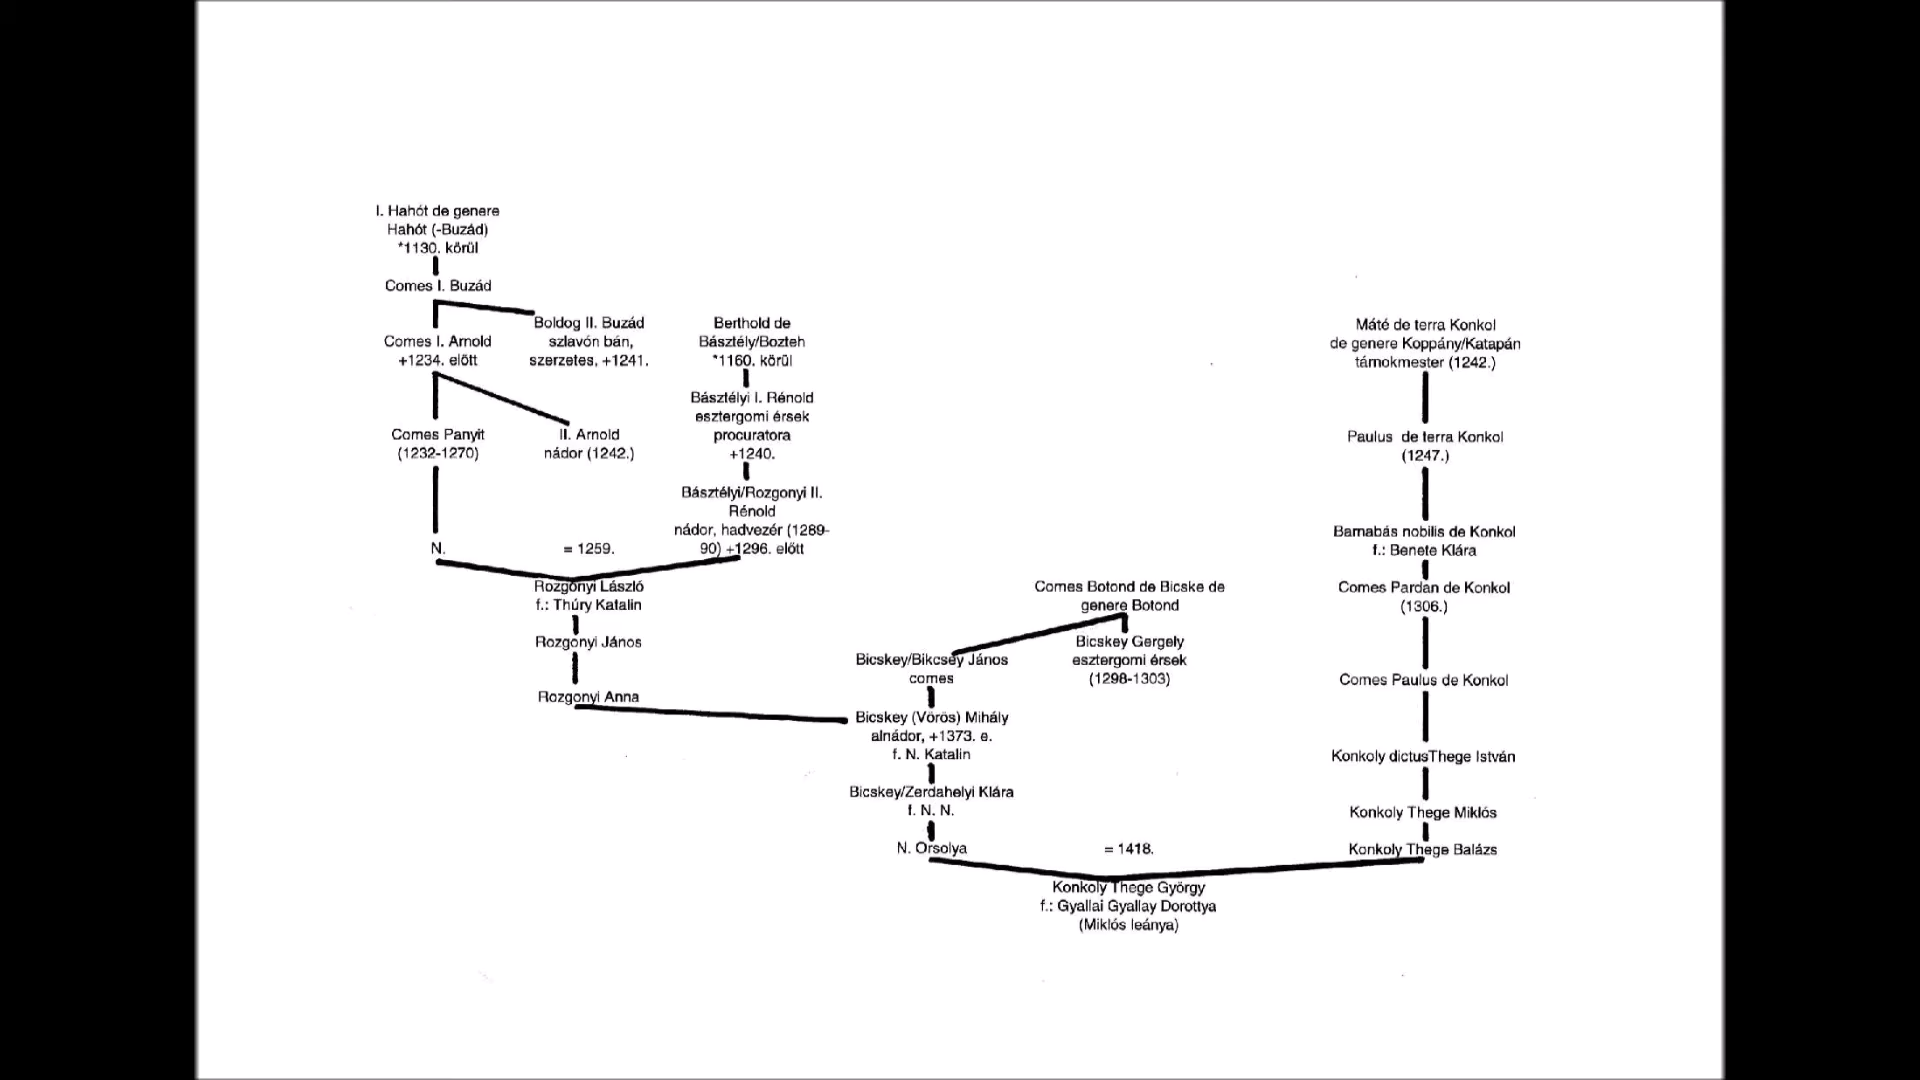 I. Hahót de genere
Hahót (-Buzád)
*1130. körül
Comes I. Buzád
Comes I. Arnold
+1234. előtt
Boldog II. Buzád
szlavón bán,
szerzetes, +1241.
Berthold de
Básztély/Bozteh
*1160. körül
Máté de terra Konkol
de genere Koppány/Katapán
tárnokmester (1242.)
Básztélyi I. Rénold
esztergomi érsek
procuratora
+1240.
Comes Panyit
(1232-1270)
II. Arnold
nádor (1242.)
Paulus de terra Konkol
(1247.)
Básztélyi/Rozgonyi II.
Rénold
nádor, hadvezér (1289-
90) +1296. előtt
N.
= 1259.
Barnabás nobilis de Konkol
f.: Benete Klára
Rozgonyi László
f.: Thúry Katalin
Comes Botond de Bicske de
genere Botond
Comes Pardan de Konkol
(1306.)
Rozgonyi János
Bicskey Gergely
esztergomi érsek
(1298-1303)
Bicskey/Bikcsey János
comes
Comes Paulus de Konkol
Rozgonyi Anna
Bicskey (Vörös) Mihály
alnádor, +1373. e.
f. N. Katalin
Konkoly dictusThege István
Bicskey/Zerdahelyi Klára
f. N. N.
Konkoly Thege Miklós
N. Orsolya
= 1418.
Konkoly Thege Balázs
Konkoly Thege György
f.: Gyallai Gyallay Dorottya
(Miklós leánya)